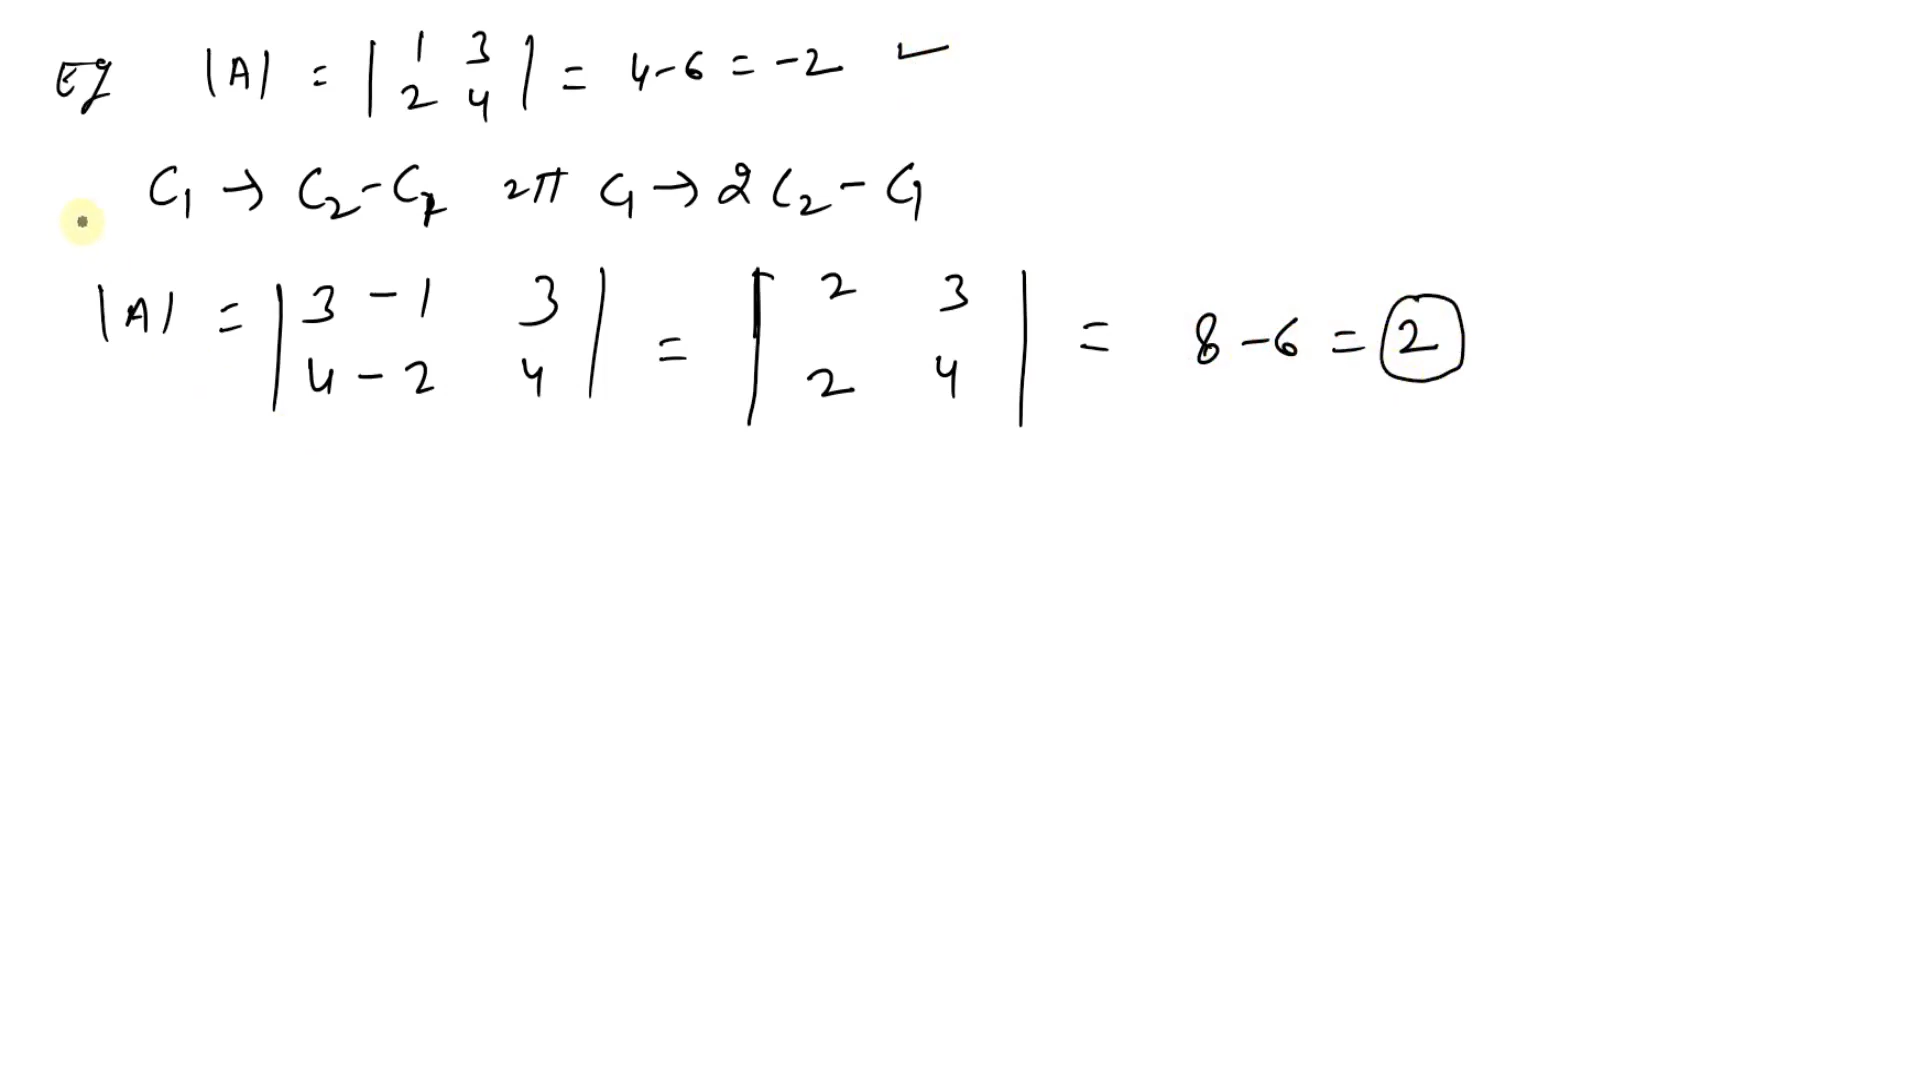 Eg |A| = | 1 3 | = 4-6 = -2 ✓
2 4
C₁ → C₂-C₁ या C₁ → 2C₂ - C₁
|A| = | 3 - 1 3 | = | 2 3 | = 8 - 6 = 2
4 - 2 4 2 4